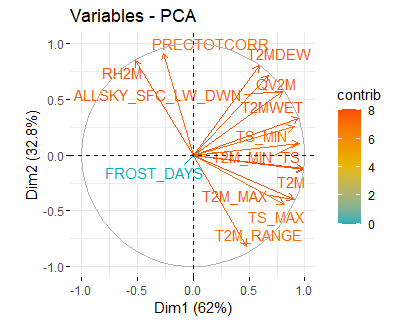 Variables - PCA
1.0
0.5
0.0
-0.5
-1.0
Dim2 (32.8%)
PRECTOTCORR
T2MDEW
RH2M
QV2M
ALLSKY_SFC_LW_DWN
T2MWET
TS_MIN
T2M_MIN
TS
FROST_DAYS
T2M
T2M_MAX
TS_MAX
T2M_RANGE
-1.0 -0.5 0.0 0.5 1.0
Dim1 (62%)
contrib
8
6
4
2
0